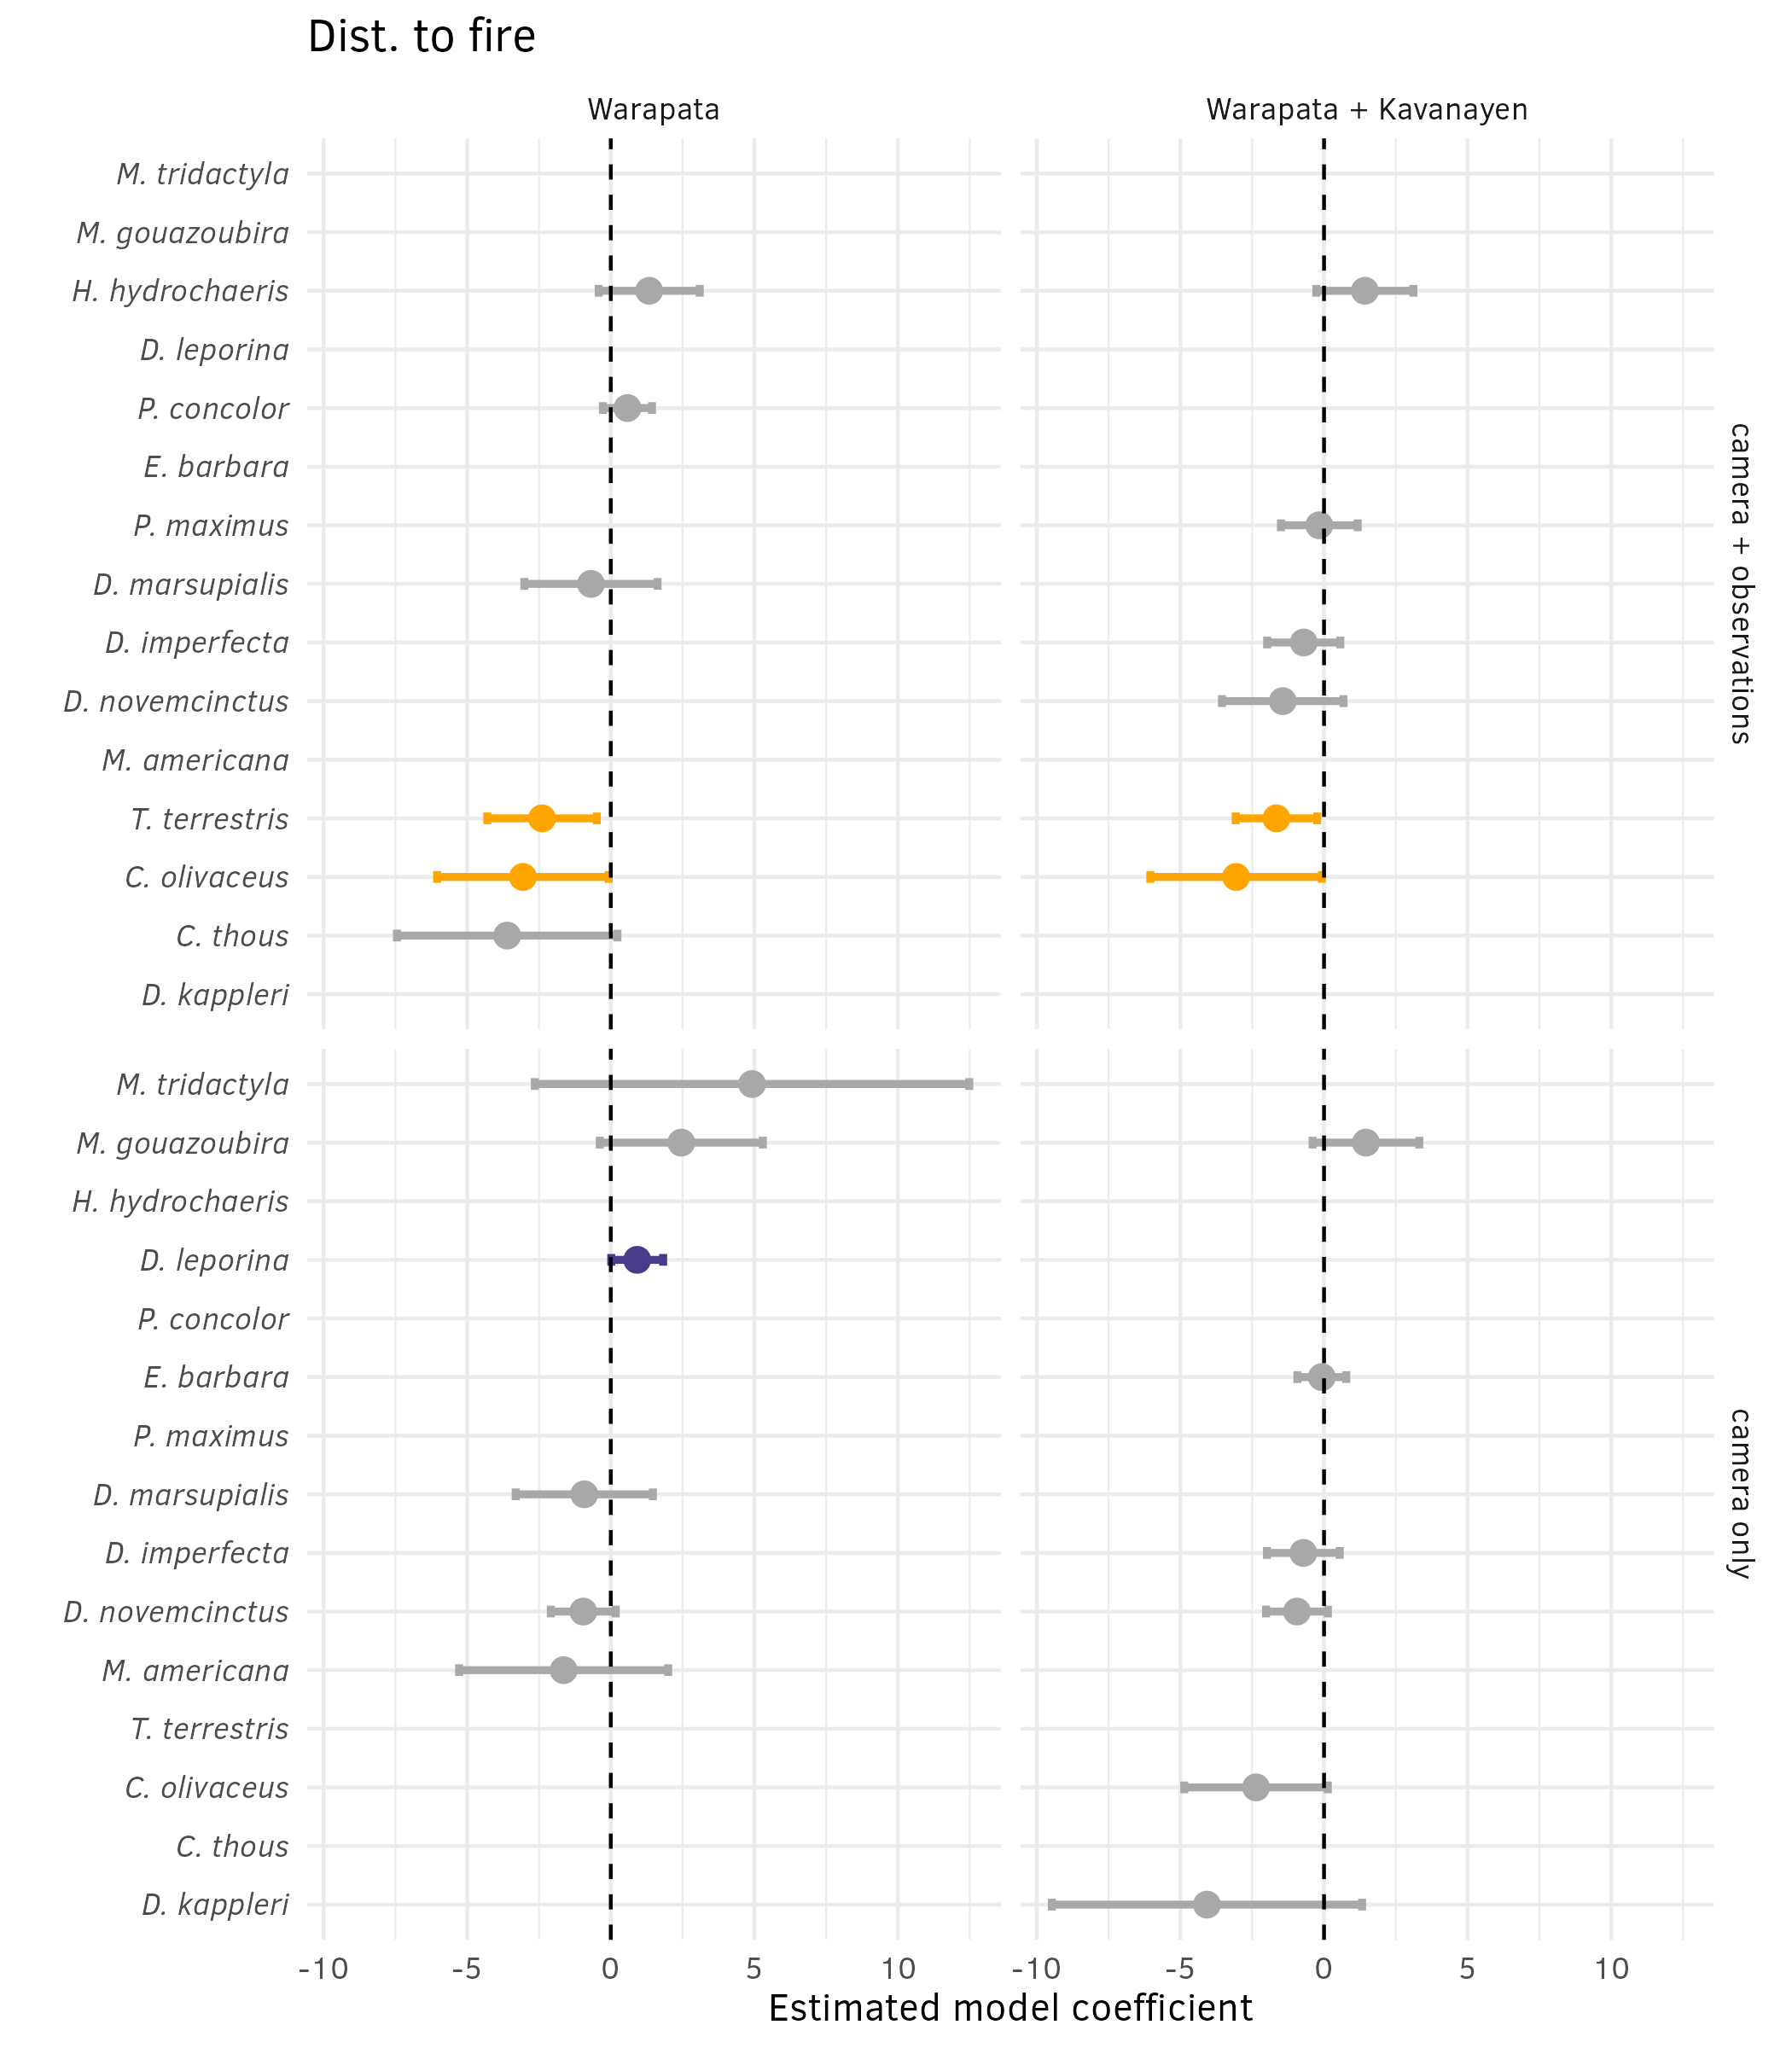 Dist. to fire
Warapata
Warapata + Kavanayen
M. tridactyla
M. gouazoubira
H. hydrochaeris
D. leporina
P. concolor
E. barbara
P. maximus
D. marsupialis
D. imperfecta
D. novemcinctus
M. americana
T. terrestris
C. olivaceus
C. thous
D. kappleri
camera + observations
M. tridactyla
M. gouazoubira
H. hydrochaeris
D. leporina
P. concolor
E. barbara
P. maximus
D. marsupialis
D. imperfecta
D. novemcinctus
M. americana
T. terrestris
C. olivaceus
C. thous
D. kappleri
camera only
-10 -5 0 5 10
-10 -5 0 5 10
Estimated model coefficient